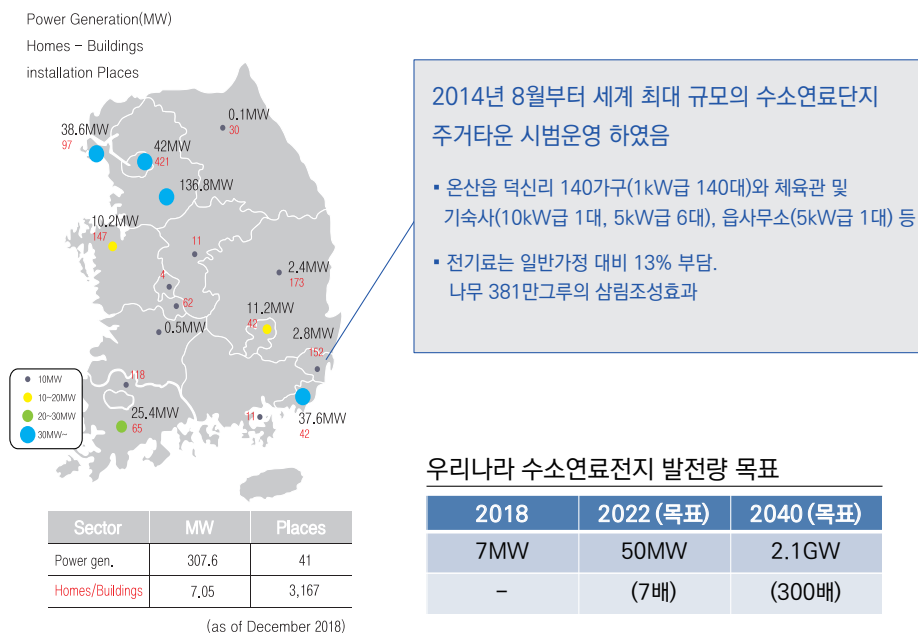 Power Generation(MW)
Homes - Buildings
installation Places
0.1MW
30
38.6MW
97
42MW
421
136.8MW
10.2MW
147
11
2.4MW
173
4
62
11.2MW
42
0.5MW
2.8MW
152
118
10MW
10~20MW
20~30MW
30MW~
25.4MW
65
11
37.6MW
42
Sector MW Places
Power gen. 307.6 41
Homes/Buildings 7.05 3,167
(as of December 2018)
2014년 8월부터 세계 최대 규모의 수소연료단지
주거타운 시범운영 하였음
▪ 온산읍 덕신리 140가구(1kW급 140대)와 체육관 및
기숙사(10kW급 1대, 5kW급 6대), 읍사무소(5kW급 1대) 등
▪ 전기료는 일반가정 대비 13% 부담.
나무 381만그루의 삼림조성효과
우리나라 수소연료전지 발전량 목표
2018 2022 (목표) 2040 (목표)
7MW 50MW 2.1GW
- (7배) (300배)